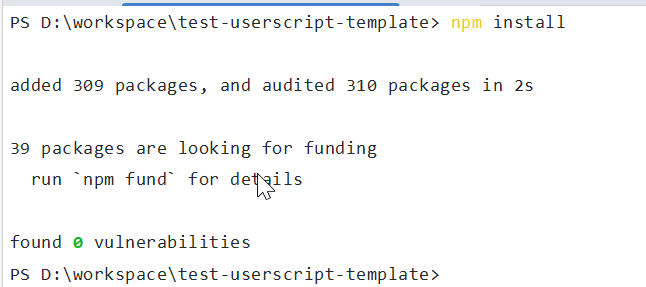 PS D:\workspace\test-userscript-template> npm install
added 309 packages, and audited 310 packages in 2s
39 packages are looking for funding
  run `npm fund` for details
found 0 vulnerabilities
PS D:\workspace\test-userscript-template>